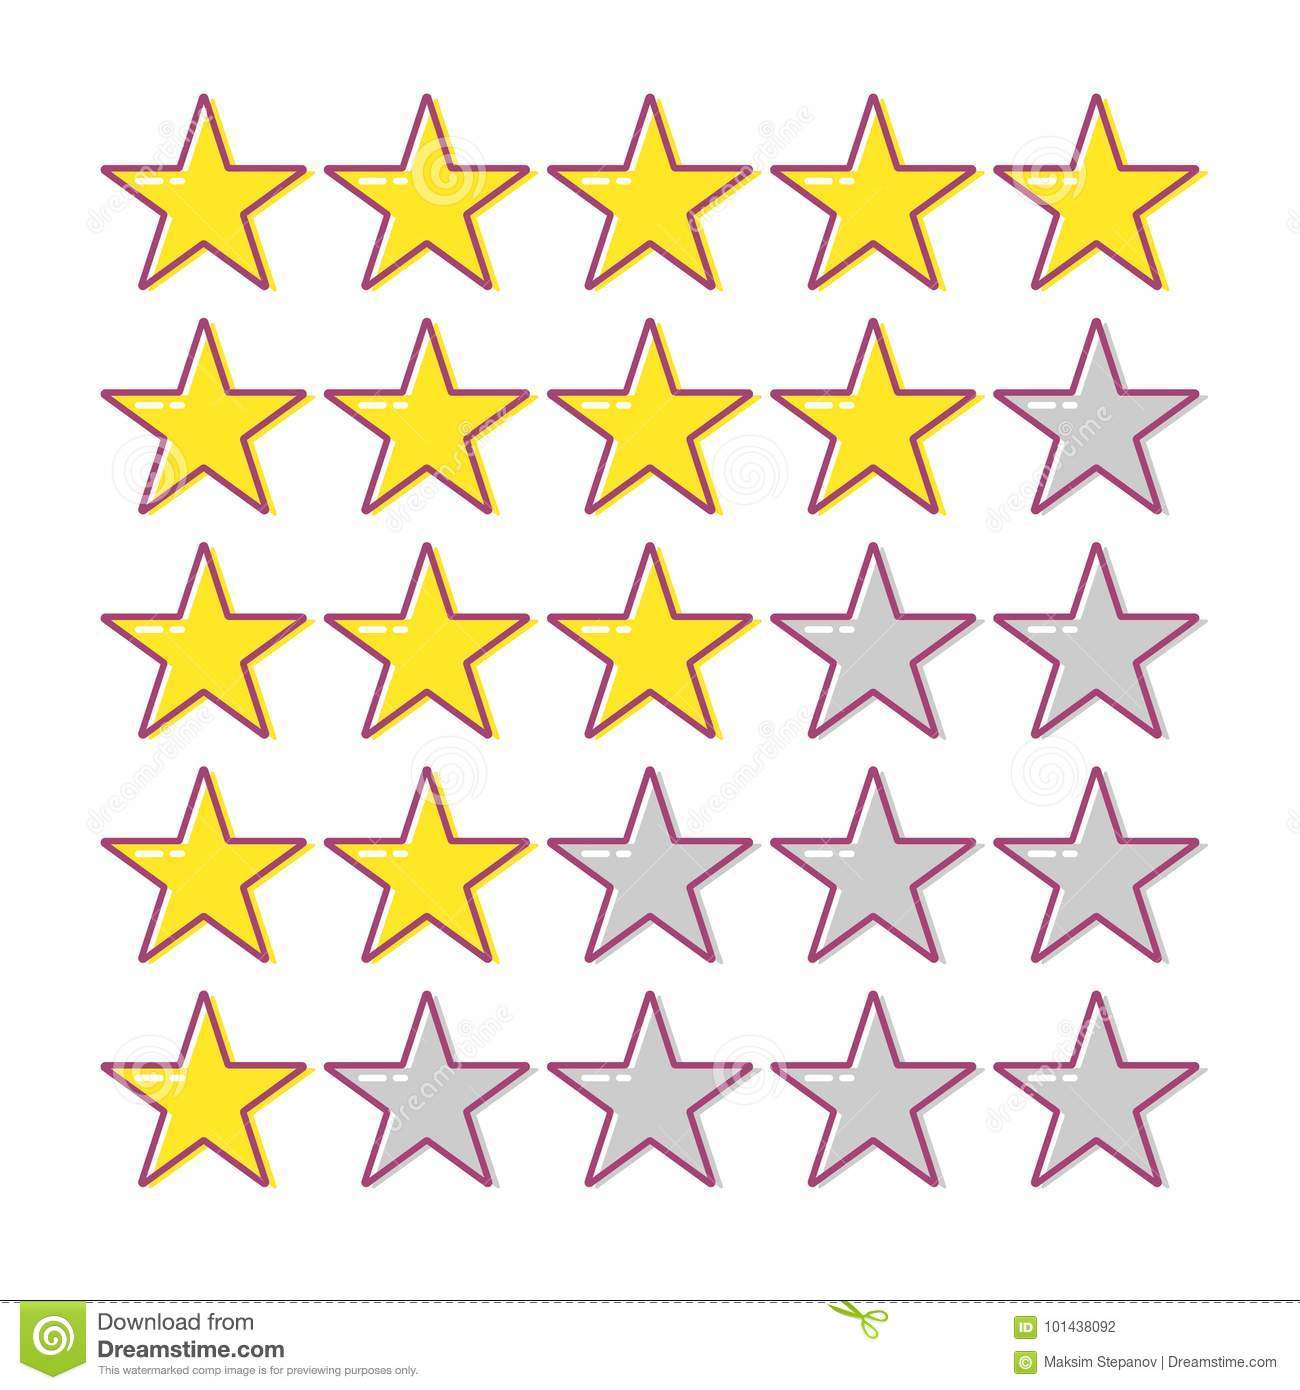 Download from
Dreamstime.com
This watermarked comp image is for previewing purposes only.
ID 101438092
© Maksim Stepanov | Dreamstime.com
dreamstime